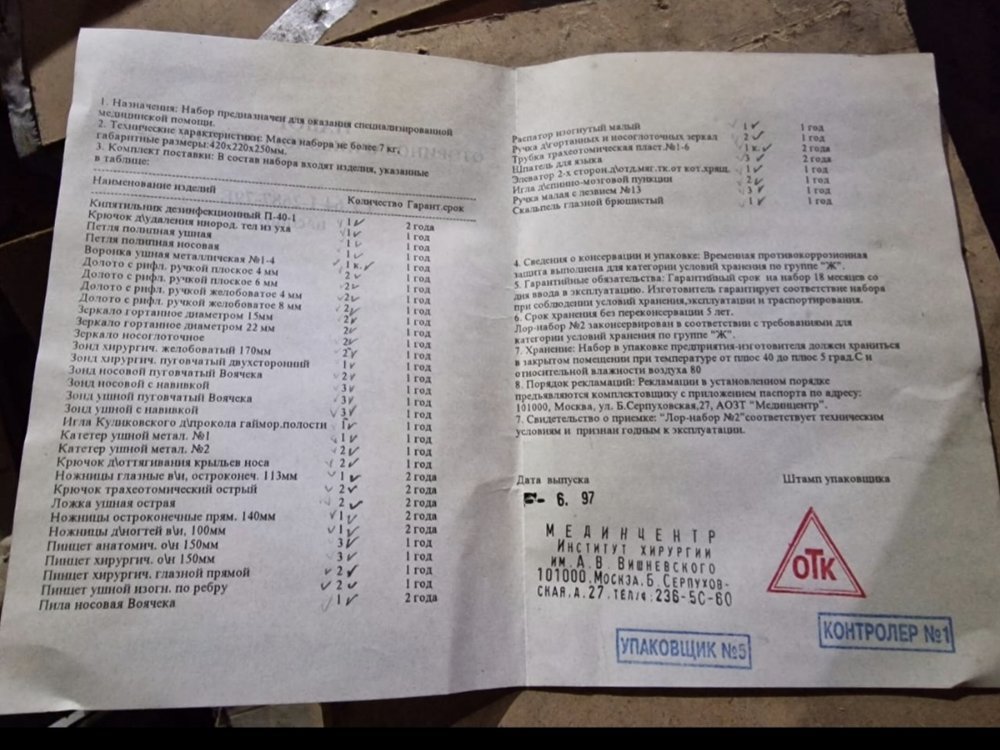 1. Назначения: Набор предназначен для оказания специализированной
медицинской помощи.
2. Технические характеристики: Масса набора не более 7 кг,
габаритные размеры:420х220х250мм.
3. Комплект поставки: В состав набора входят изделия, указанные
в таблице:
Наименование изделий Количество Гарант.срок
Кипятильник дезинфекционный П-40-1 1 2 года
Крючок д\удаления инород. тел из уха 1 1 год
Петля полипная ушная 1 1 год
Петля полипная носовая 1 1 год
Воронка ушная металличиская №1-4 1 к. 1 год
Долото с рифл. ручкой плоское 4 мм 2 1 год
Долото с рифл. ручкой плоское 6 мм 2 1 год
Долото с рифл. ручкой желобоватое 4 мм 2 1 год
Долото с рифл. ручкой желобоватое 8 мм 2 1 год
Зеркало гортанное диаметром 15мм 2 1 год
Зеркало гортанное диаметром 22 мм 2 1 год
Зеркало носоглоточное 2 1 год
Зонд хирургич. желобоватый 170мм 1 1 год
Зонд хирургич. пуговчатый двухсторонний 2 1 год
Зонд носовой пуговчатый Воячека 3 1 год
Зонд носовой с навивкой 3 1 год
Зонд ушной пуговчатый Воячека 3 1 год
Зонд ушной с навивкой 1 1 год
Игла Куликовского д\прокола гаймор.полости 1 1 год
Катетер ушной метал. №1 1 1 год
Катетер ушной метал. №2 2 1 год
Крючок д\оттягивания крыльев носа 2 1 год
Ножницы глазные в\и, остроконеч. 113мм 1 2 года
Крючок трахеотомический острый 2 2 года
Ложка ушная острая 2 2 года
Ножницы остроконечные прям. 140мм 1 2 года
Ножницы д\ногтей в\и, 100мм 1 2 года
Пинцет анатомич. о\н 150мм 3 1 год
Пинцет хирургич. о\н 150мм 3 1 год
Пинцет хирургич. глазной прямой 2 1 год
Пинцет ушной изогн. по ребру 2 1 год
Пила носовая Воячека 1 2 года
Распатор изогнутый малый 1 1 год
Ручка д\гортанных и носоглоточных зеркал 2 1 год
Трубка трахеотомическая пласт.№1-6 1 к. 2 года
Шпатель для языка 3 2 года
Элеватор 2-х сторон.д\отд.мяг.тк.от кот.хрящ. 1 1 год
Игла д\спинно-мозговой пункции 2 1 год
Ручка малая с лезвием №13 3 1 год
Скальпель глазной брюшистый 1 1 год
4. Сведения о консервации и упаковке: Временная противокоррозионная
защита выполнена для категории условий хранения по группе "Ж".
5. Гарантийные обязательства: Гарантийный срок на набор 18 месяцев со
дня ввода в эксплуатацию. Изготовитель гарантирует соответствие набора
при соблюдении условий хранения,эксплуатации и траспортирования.
6. Срок хранения без переконсервации 5 лет.
Лор-набор №2 законсервирован в соответствии с требованиями для
категории условий хранения по группе "Ж".
7. Хранение: Набор в упаковке предприятия-изготовителя должен храниться
в закрытом помещении при температуре от плюс 40 до плюс 5 град.С и
относительной влажности воздуха 80
8. Порядок рекламаций: Рекламации в установленном порядке
предъявляются комплектовщику с приложением паспорта по адресу:
101000, Москва, ул. Б.Серпуховская,27, АОЗТ "Мединцентр".
7. Свидетельство о приемке: "Лор-набор №2"соответствует техническим
условиям и признан годным к эксплуатации.
Дата выпуска Штамп упаковщика
6. 97
МЕДИНЦЕНТР
ИНСТИТУТ ХИРУРГИИ
ИМ. А. В. ВИШНЕВСКОГО
101000.МОСКЗА.Б.СЕРПУХОВ-
СКАЯ.Д.27.ТЕЛ/Ф:236-5С-60
ОТК
УПАКОВЩИК №5
КОНТРОЛЕР №1